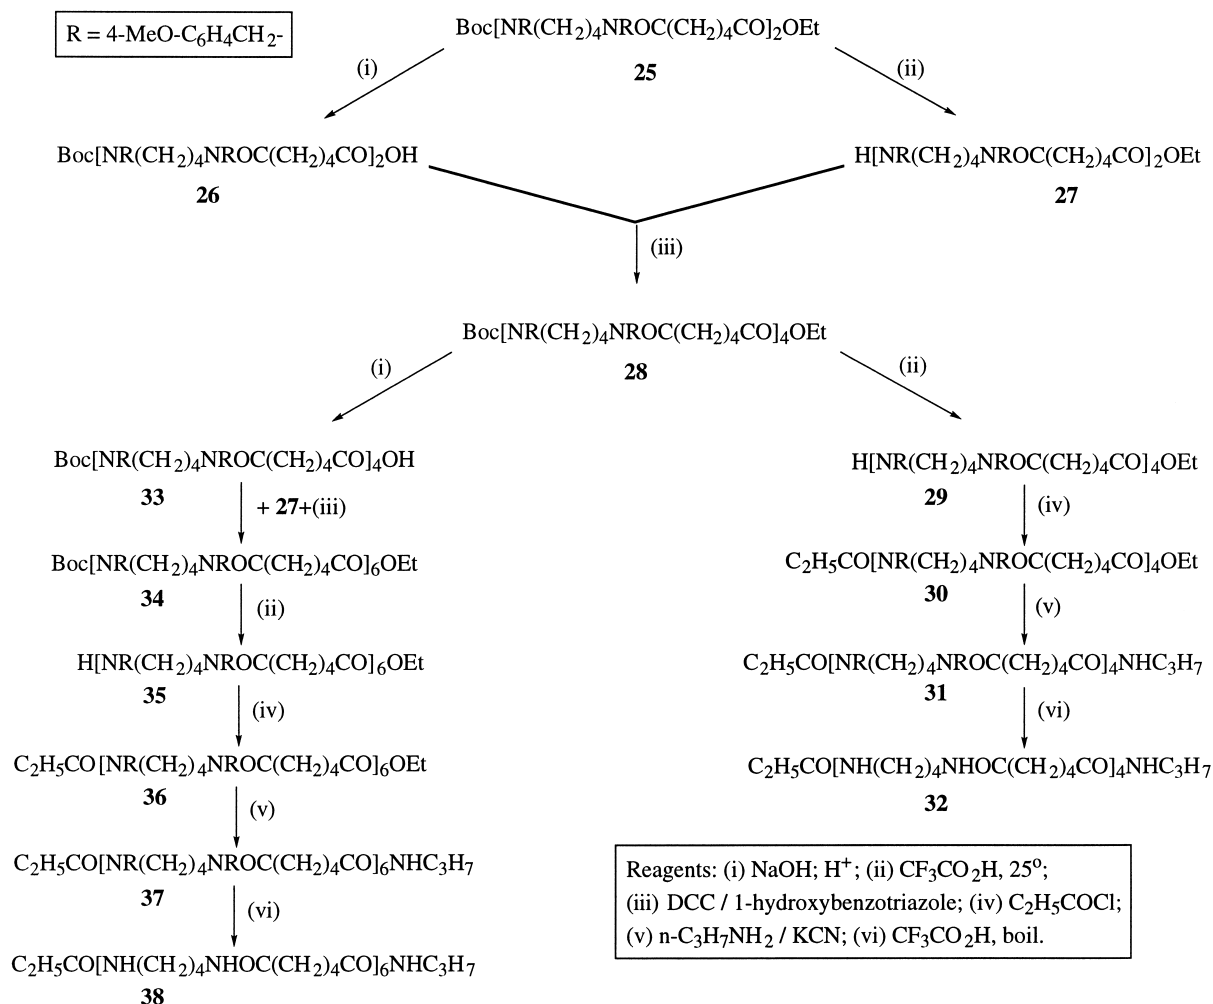 R = 4-MeO-C6H4CH2-
Boc[NR(CH2)4NROC(CH2)4CO]2OEt
25
(i)
(ii)
Boc[NR(CH2)4NROC(CH2)4CO]2OH
26
H[NR(CH2)4NROC(CH2)4CO]2OEt
27
(iii)
Boc[NR(CH2)4NROC(CH2)4CO]4OEt
28
(i)
(ii)
Boc[NR(CH2)4NROC(CH2)4CO]4OH
33
+ 27+(iii)
Boc[NR(CH2)4NROC(CH2)4CO]6OEt
34
(ii)
H[NR(CH2)4NROC(CH2)4CO]6OEt
35
(iv)
C2H5CO[NR(CH2)4NROC(CH2)4CO]6OEt
36
(v)
C2H5CO[NR(CH2)4NROC(CH2)4CO]6NHC3H7
37
(vi)
C2H5CO[NH(CH2)4NHOC(CH2)4CO]6NHC3H7
38
H[NR(CH2)4NROC(CH2)4CO]4OEt
29
(iv)
C2H5CO[NR(CH2)4NROC(CH2)4CO]4OEt
30
(v)
C2H5CO[NR(CH2)4NROC(CH2)4CO]4NHC3H7
31
(vi)
C2H5CO[NH(CH2)4NHOC(CH2)4CO]4NHC3H7
32
Reagents: (i) NaOH; H+; (ii) CF3CO2H, 25o;
(iii) DCC / 1-hydroxybenzotriazole; (iv) C2H5COCl;
(v) n-C3H7NH2 / KCN; (vi) CF3CO2H, boil.